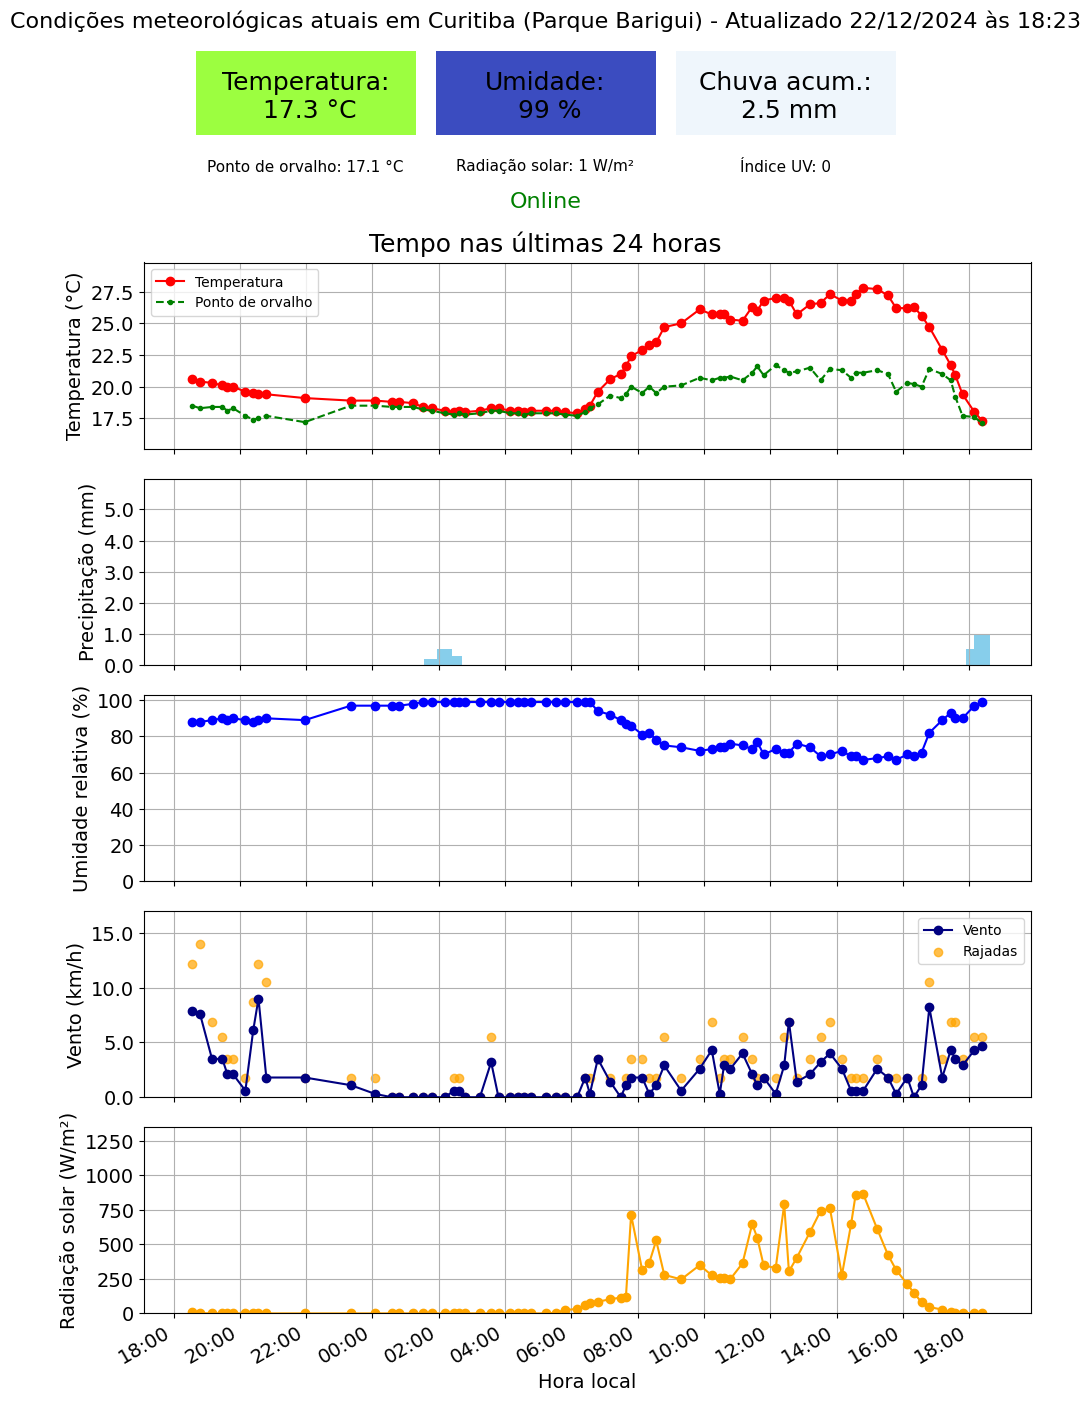 Condições meteorológicas atuais em Curitiba (Parque Barigui) - Atualizado 22/12/2024 às 18:23
Temperatura:
17.3 °C
Umidade:
99 %
Chuva acum.:
2.5 mm
Ponto de orvalho: 17.1 °C
Radiação solar: 1 W/m²
Índice UV: 0
Online
Tempo nas últimas 24 horas
Temperatura (°C)
27.5
25.0
22.5
20.0
17.5
Temperatura
Ponto de orvalho
Precipitação (mm)
5.0
4.0
3.0
2.0
1.0
0.0
Umidade relativa (%)
100
80
60
40
20
0
Vento (km/h)
15.0
10.0
5.0
0.0
Vento
Rajadas
Radiação solar (W/m²)
1250
1000
750
500
250
0
18:00
20:00
22:00
00:00
02:00
04:00
06:00
08:00
10:00
12:00
14:00
16:00
18:00
Hora local